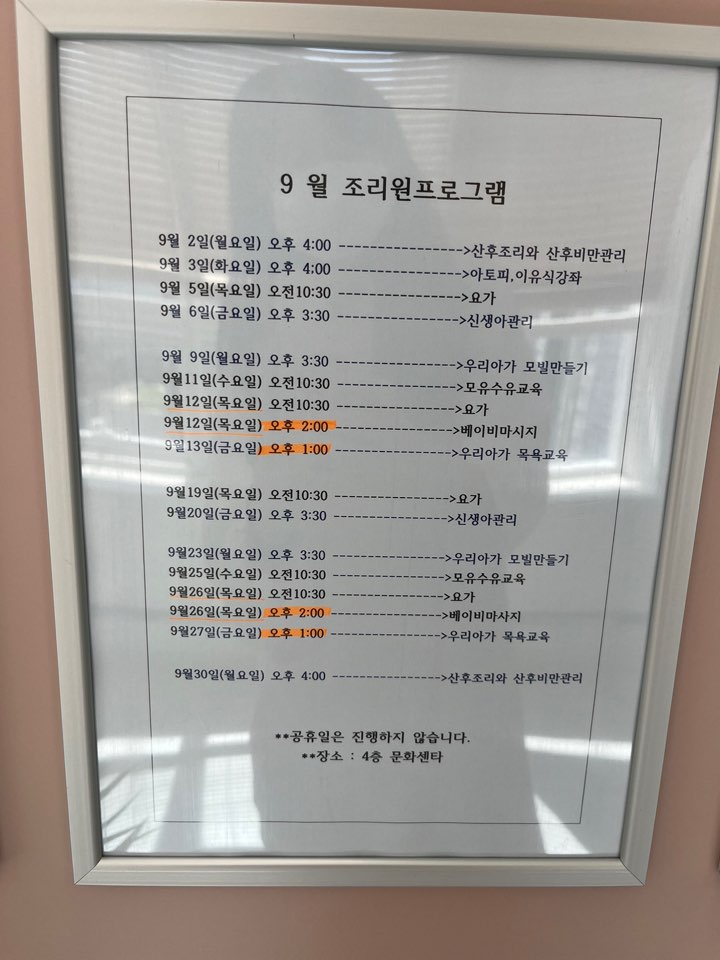 9 월 조리원프로그램
9월 2일(월요일) 오후 4:00 ----------------->산후조리와 산후비만관리
9월 3일(화요일) 오후 4:00 ----------------->아토피,이유식강좌
9월 5일(목요일) 오전10:30 ----------------->요가
9월 6일(금요일) 오후 3:30 ----------------->신생아관리
9월 9일(월요일) 오후 3:30 ----------------->우리아가 모빌만들기
9월11일(수요일) 오전10:30 ----------------->모유수유교육
9월12일(목요일) 오전10:30 ----------------->요가
9월12일(목요일) 오후 2:00 ----------------->베이비마시지
9월13일(금요일) 오후 1:00 ----------------->우리아가 목욕교육
9월19일(목요일) 오전10:30 ----------------->요가
9월20일(금요일) 오후 3:30 ----------------->신생아관리
9월23일(월요일) 오후 3:30 ----------------->우리아가 모빌만들기
9월25일(수요일) 오전10:30 ----------------->모유수유교육
9월26일(목요일) 오전10:30 ----------------->요가
9월26일(목요일) 오후 2:00 ----------------->베이비마사지
9월27일(금요일) 오후 1:00 ----------------->우리아가 목욕교육
9월30일(월요일) 오후 4:00 ----------------->산후조리와 산후비만관리
**공휴일은 진행하지 않습니다.
**장소 : 4층 문화센타